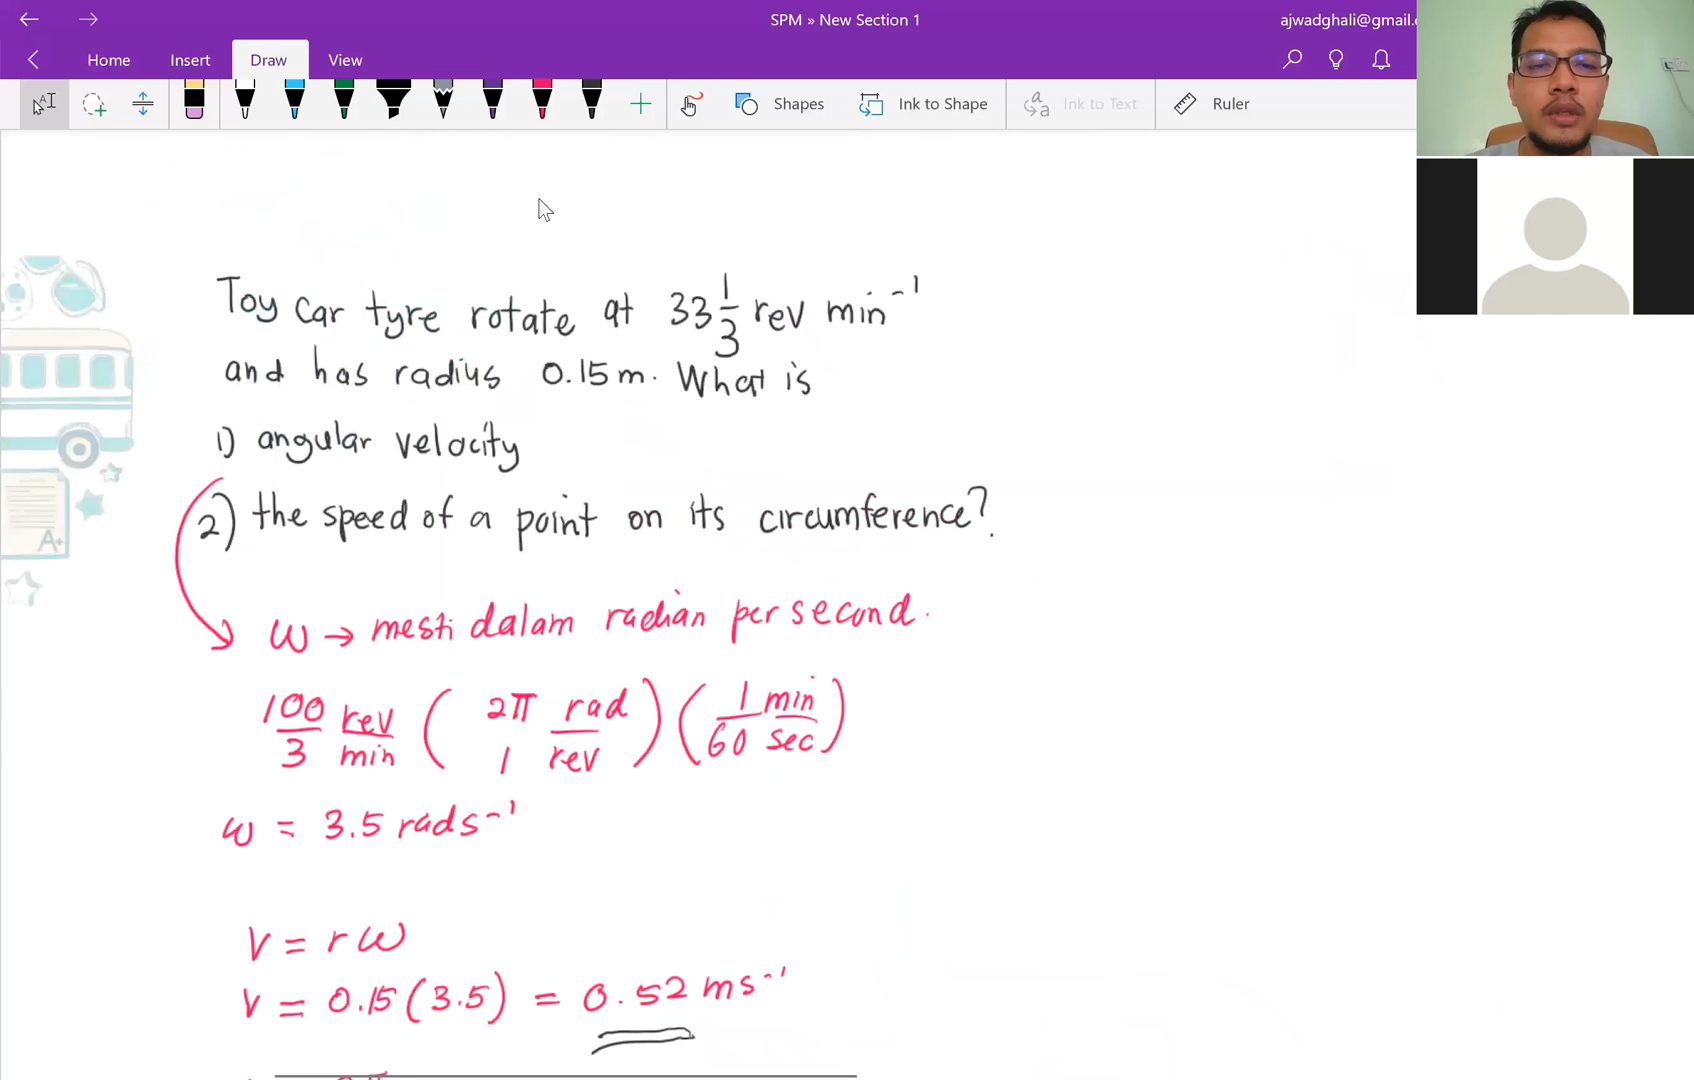 SPM » New Section 1
ajwadghali@gmail.c
Home Insert Draw View
Shapes Ink to Shape Ink to Text Ruler
Toy car tyre rotate at 33 1/3 rev min⁻¹
and has radius 0.15 m. What is
1) angular velocity
2) the speed of a point on its circumference?
ω → mesti dalam radian per second.
100/3 rev/min ( 2π/1 rad/rev ) ( 1 min/60 sec )
ω = 3.5 rad s⁻¹
V = r ω
V = 0.15 (3.5) = 0.52 ms⁻¹
A+